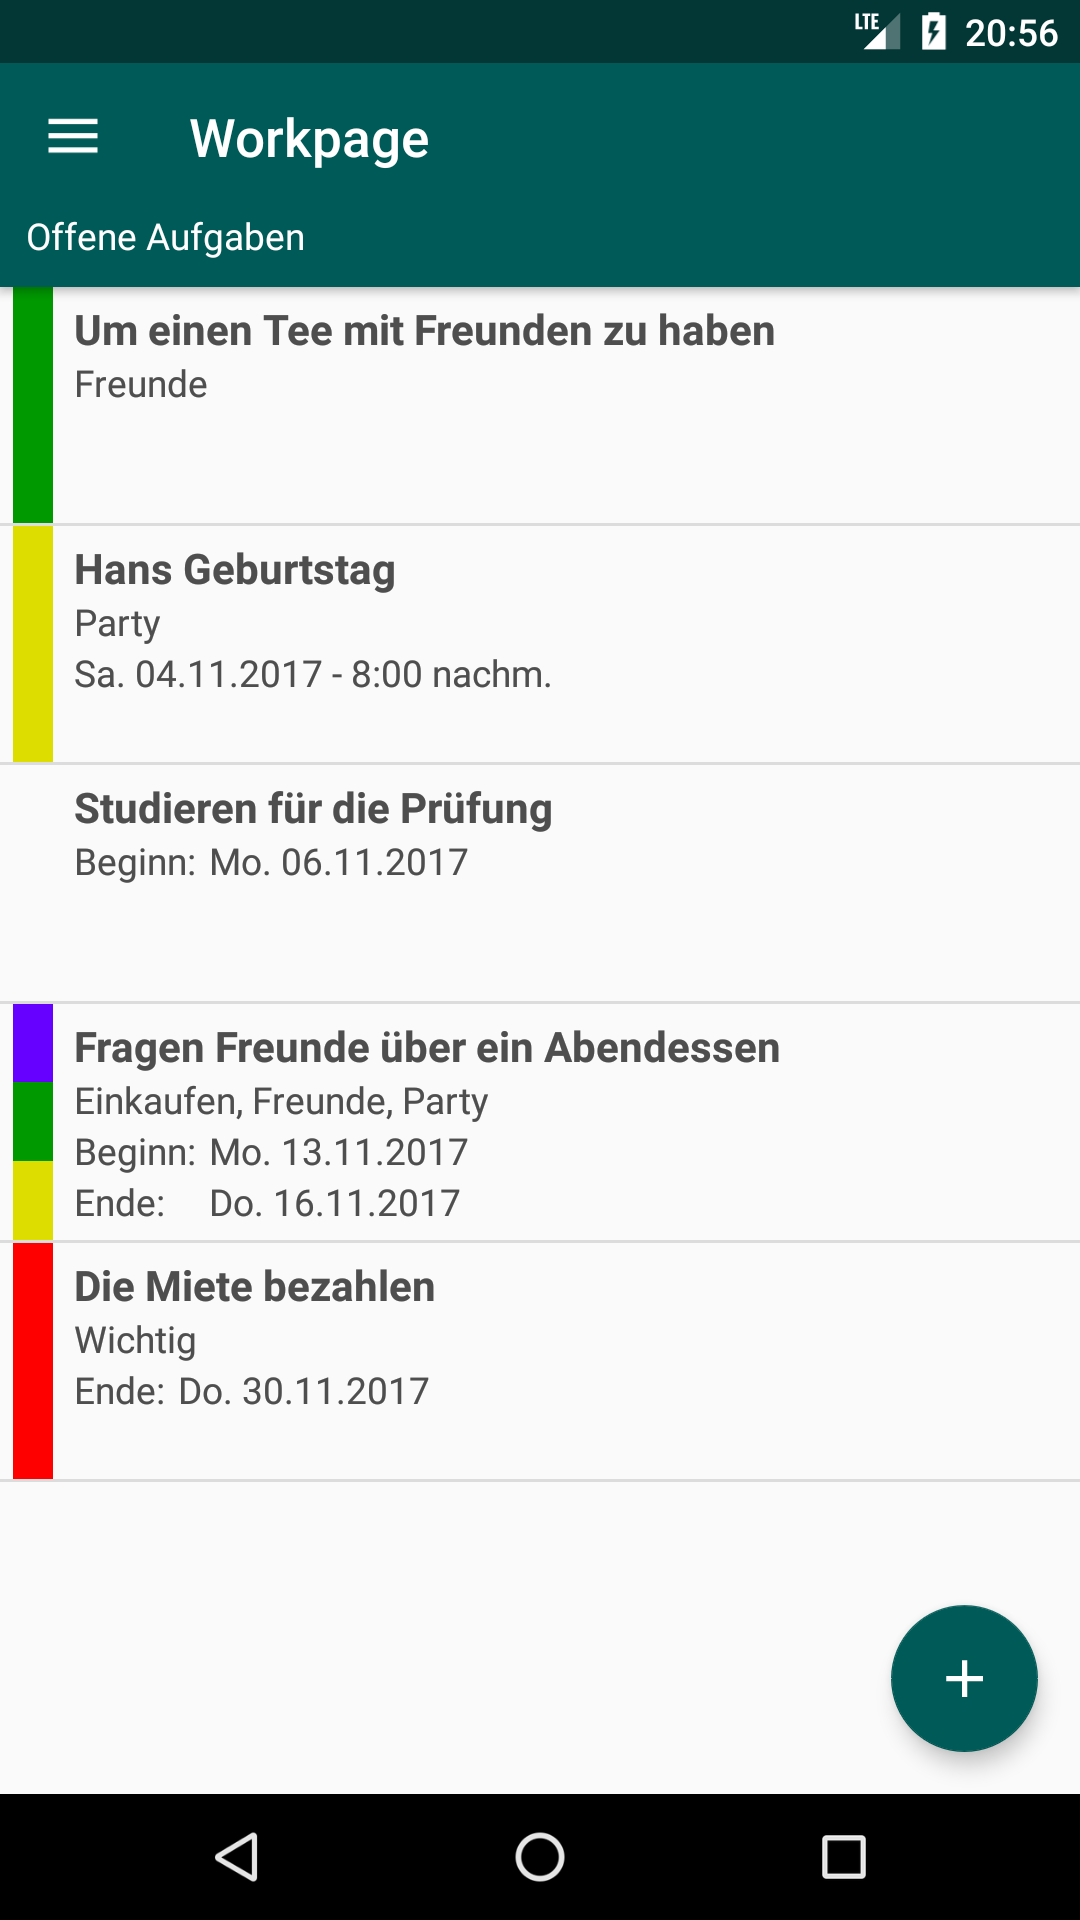 LTE 20:56
Workpage
Offene Aufgaben
Um einen Tee mit Freunden zu haben
Freunde
Hans Geburtstag
Party
Sa. 04.11.2017 - 8:00 nachm.
Studieren für die Prüfung
Beginn: Mo. 06.11.2017
Fragen Freunde über ein Abendessen
Einkaufen, Freunde, Party
Beginn: Mo. 13.11.2017
Ende: Do. 16.11.2017
Die Miete bezahlen
Wichtig
Ende: Do. 30.11.2017